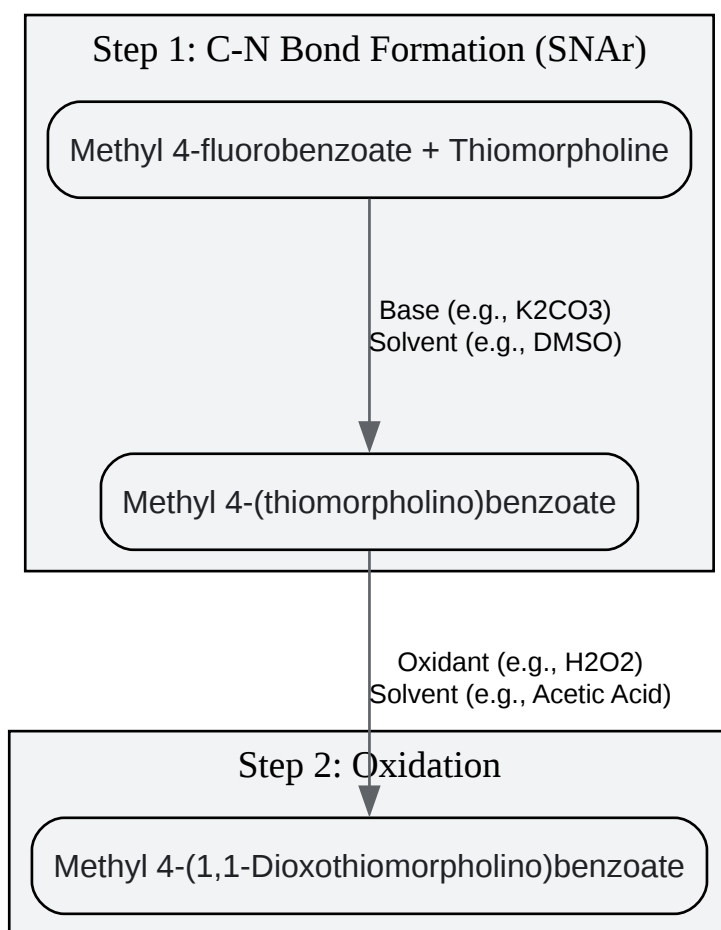 Step 1: C-N Bond Formation (SNAr)
Methyl 4-fluorobenzoate + Thiomorpholine
Base (e.g., K2CO3)
Solvent (e.g., DMSO)
Methyl 4-(thiomorpholino)benzoate
Oxidant (e.g., H2O2)
Solvent (e.g., Acetic Acid)
Step 2: Oxidation
Methyl 4-(1,1-Dioxothiomorpholino)benzoate